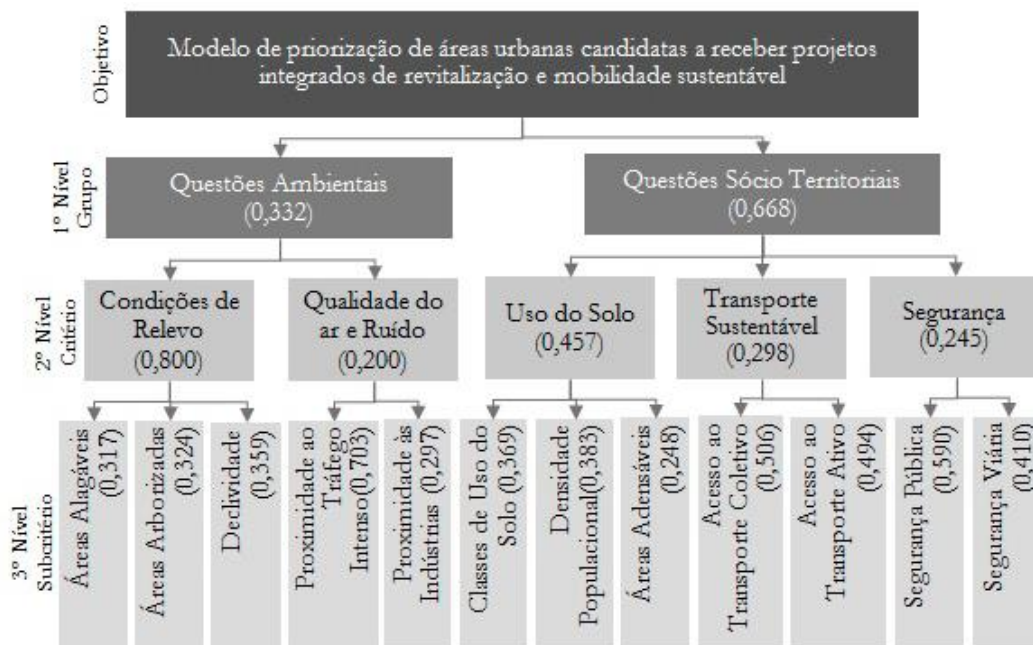 Objetivo
Modelo de priorização de áreas urbanas candidatas a receber projetos
integrados de revitalização e mobilidade sustentável
1º Nível
Grupo
Questões Ambientais
(0,332)
Questões Sócio Territoriais
(0,668)
2º Nível
Critério
Condições de
Relevo
(0,800)
Qualidade do
ar e Ruído
(0,200)
Uso do Solo
(0,457)
Transporte
Sustentável
(0,298)
Segurança
(0,245)
3º Nível
Subcritério
Áreas Alagáveis
(0,317)
Áreas Arborizadas
(0,324)
Declividade
(0,359)
Proximidade ao
Tráfego
Intenso(0,703)
Proximidade às
Indústrias (0,297)
Classes de Uso do
Solo (0,369)
Densidade
Populacional(0,383)
Áreas Adensáveis
(0,248)
Acesso ao
Transporte Coletivo
(0,506)
Acesso ao
Transporte Ativo
(0,494)
Segurança Pública
(0,590)
Segurança Viária
(0,410)